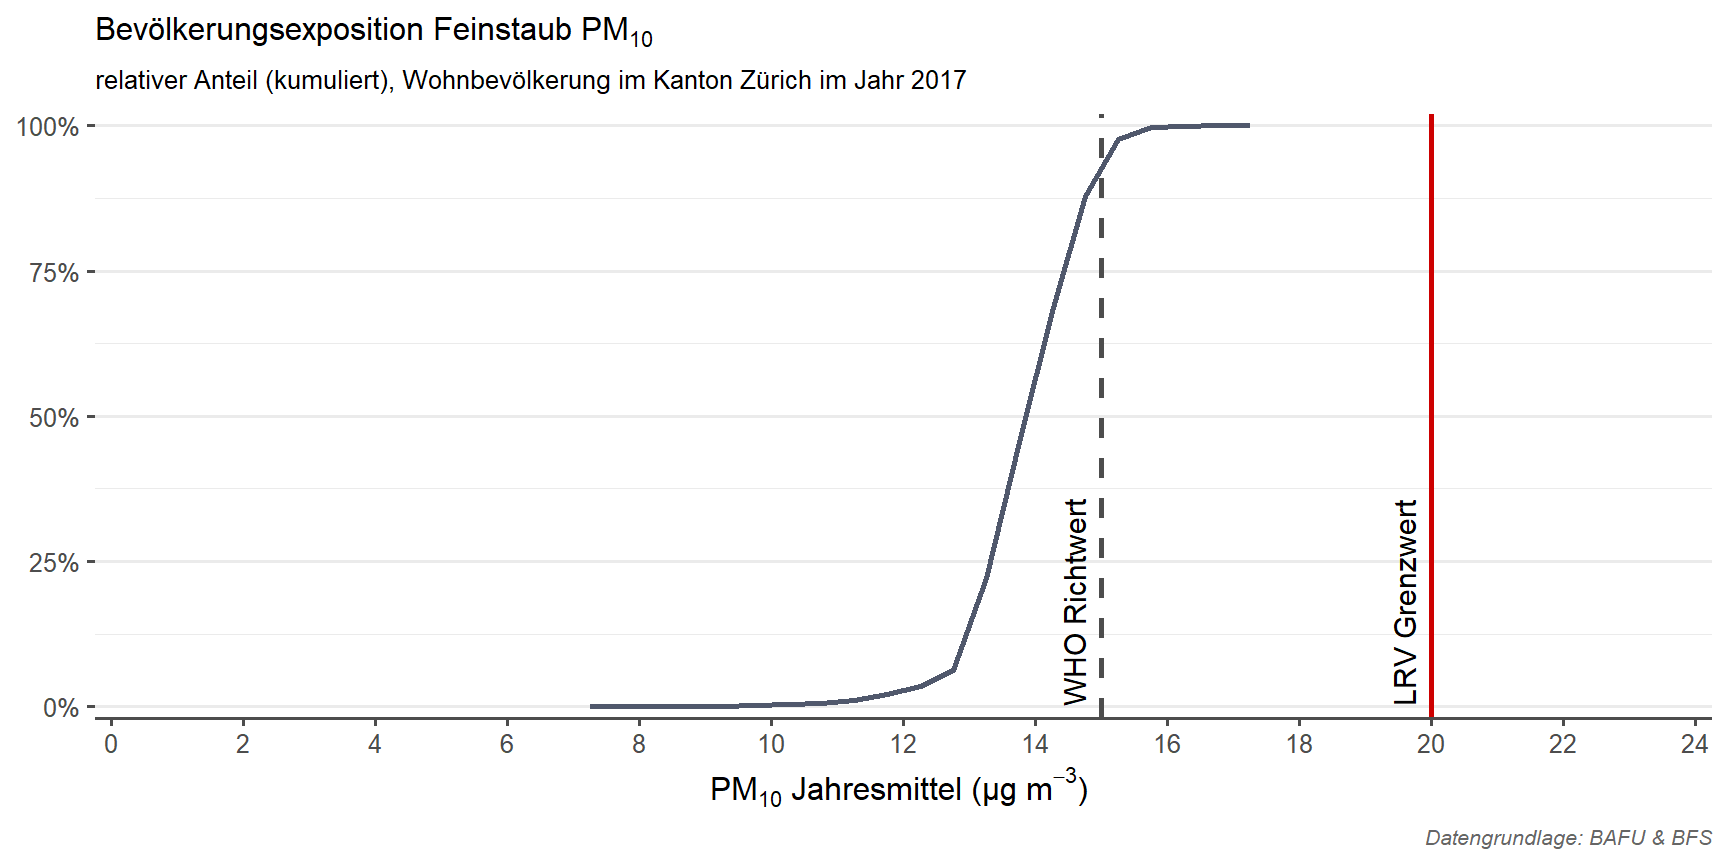 Bevölkerungsexposition Feinstaub PM₁₀
relativer Anteil (kumuliert), Wohnbevölkerung im Kanton Zürich im Jahr 2017
100%
75%
50%
25%
0%
WHO Richtwert
LRV Grenzwert
0 2 4 6 8 10 12 14 16 18 20 22 24
PM₁₀ Jahresmittel (µg m⁻³)
Datengrundlage: BAFU & BFS